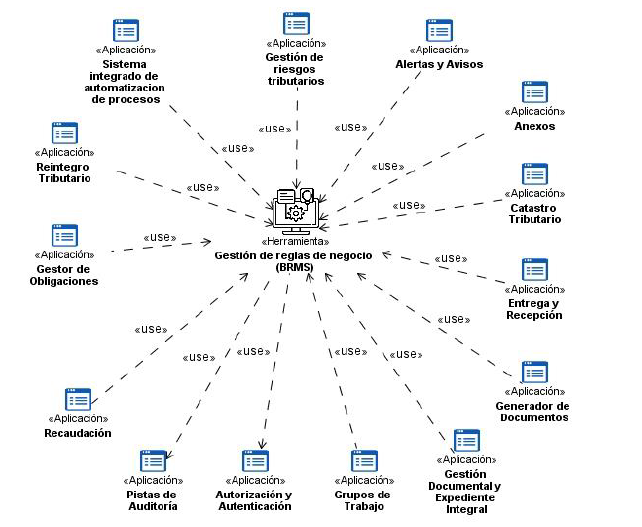 «Aplicación»
Sistema
integrado de
automatizacion
de procesos
«Aplicación»
Gestión de
riesgos
tributarios
«Aplicación»
Alertas y Avisos
«Aplicación»
Anexos
«Aplicación»
Reintegro
Tributario
«Aplicación»
Catastro
Tributario
«Aplicación»
Gestor de
Obligaciones
«Herramienta»
Gestión de reglas de negocio
(BRMS)
«Aplicación»
Entrega y
Recepción
«Aplicación»
Generador de
Documentos
«Aplicación»
Recaudación
«Aplicación»
Pistas de
Auditoría
«Aplicación»
Autorización y
Autenticación
«Aplicación»
Grupos de
Trabajo
«Aplicación»
Gestión
Documental y
Expediente
Integral
«use»
«use»
«use»
«use»
«use»
«use»
«use»
«use»
«use»
«use»
«use»
«use»
«use»
«use»